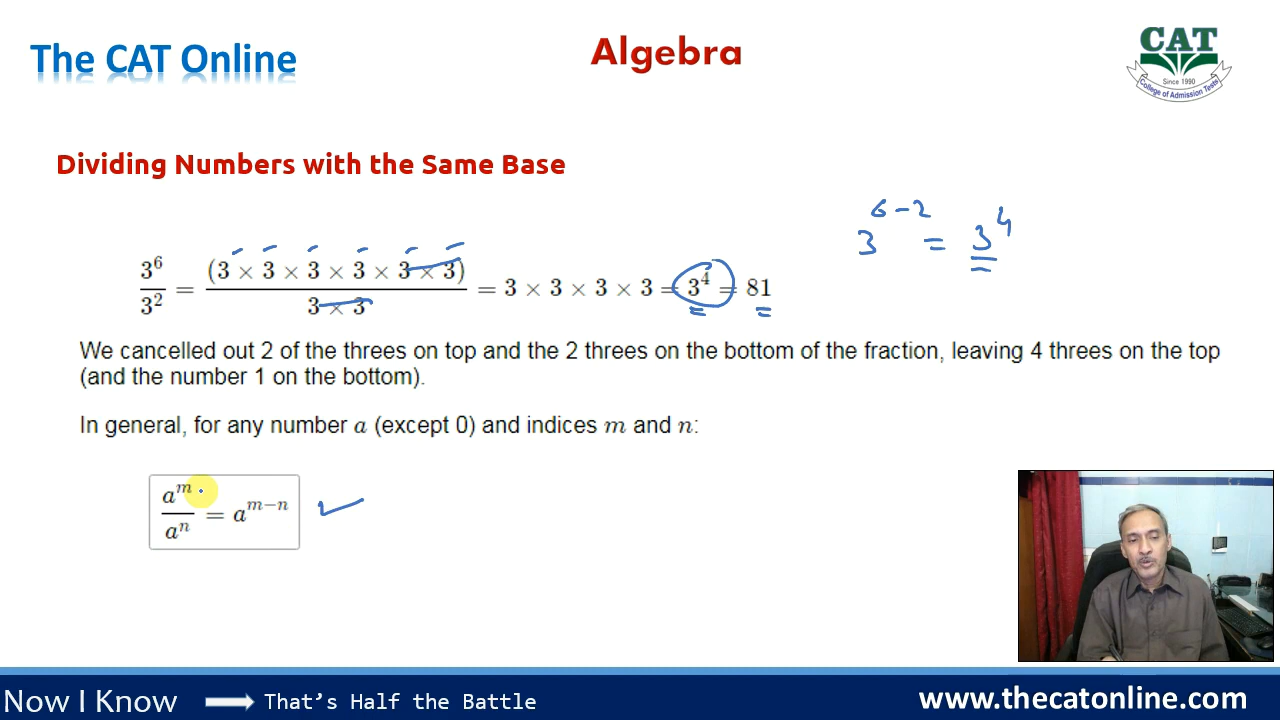 The CAT Online
Algebra
CAT
Since 1990
College of Admission Tests
Dividing Numbers with the Same Base
3^(6-2) = 3^4
3^6/3^2 = (3 × 3 × 3 × 3 × 3 × 3)/(3 × 3) = 3 × 3 × 3 × 3 = 3^4 = 81
We cancelled out 2 of the threes on top and the 2 threes on the bottom of the fraction, leaving 4 threes on the top
(and the number 1 on the bottom).
In general, for any number a (except 0) and indices m and n:
a^m/a^n = a^(m-n)
Now I Know
That's Half the Battle
www.thecatonline.com